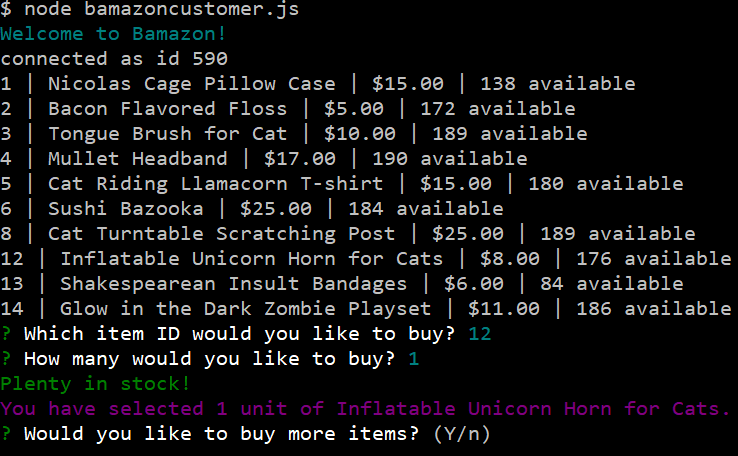 $ node bamazoncustomer.js
Welcome to Bamazon!
connected as id 590
1 | Nicolas Cage Pillow Case | $15.00 | 138 available
2 | Bacon Flavored Floss | $5.00 | 172 available
3 | Tongue Brush for Cat | $10.00 | 189 available
4 | Mullet Headband | $17.00 | 190 available
5 | Cat Riding Llamacorn T-shirt | $15.00 | 180 available
6 | Sushi Bazooka | $25.00 | 184 available
8 | Cat Turntable Scratching Post | $25.00 | 189 available
12 | Inflatable Unicorn Horn for Cats | $8.00 | 176 available
13 | Shakespearean Insult Bandages | $6.00 | 84 available
14 | Glow in the Dark Zombie Playset | $11.00 | 186 available
? Which item ID would you like to buy? 12
? How many would you like to buy? 1
Plenty in stock!
You have selected 1 unit of Inflatable Unicorn Horn for Cats.
? Would you like to buy more items? (Y/n)